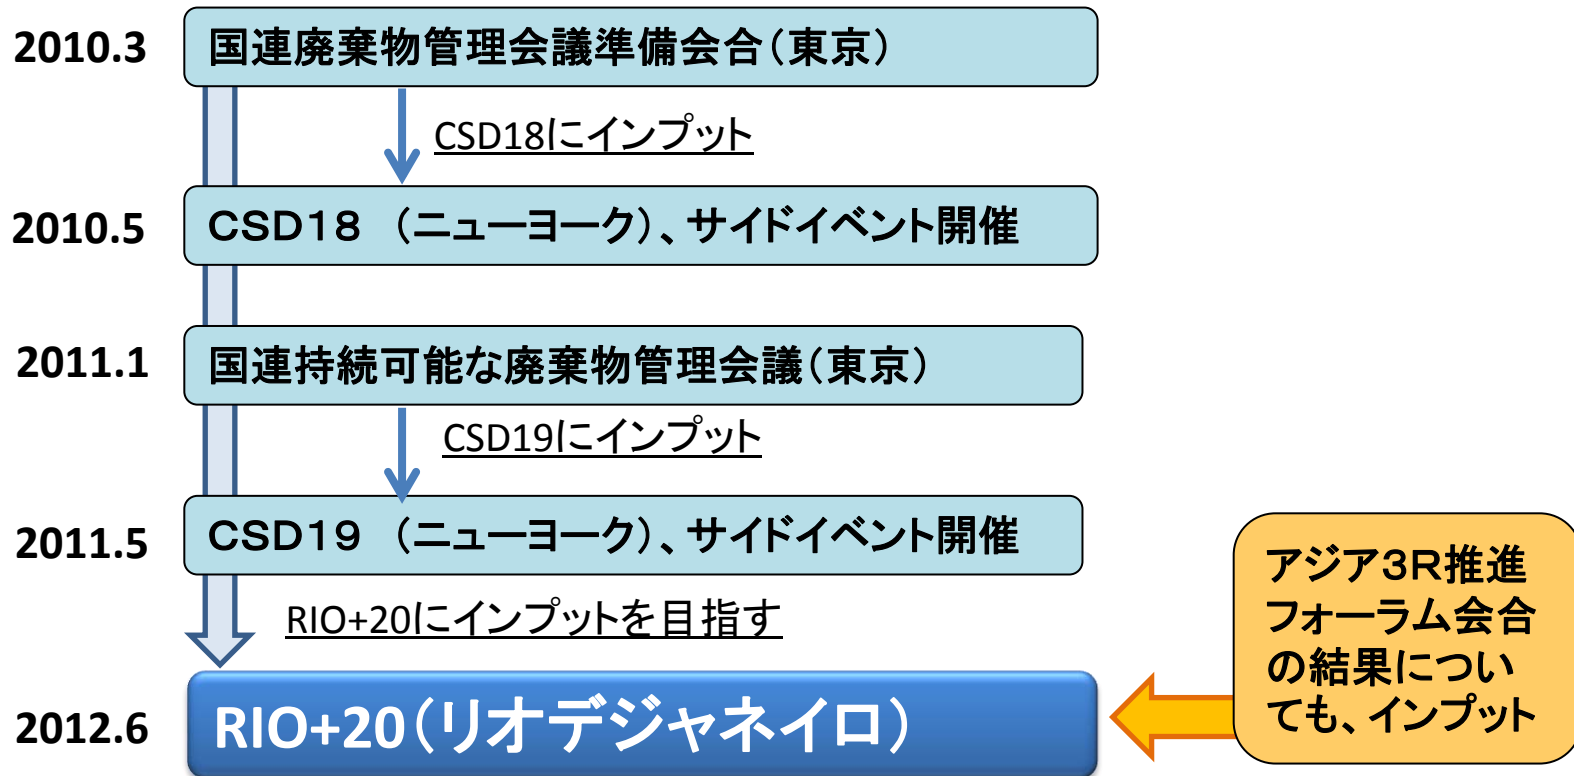 2010.3
国連廃棄物管理会議準備会合（東京）
CSD18にインプット
2010.5
ＣＳＤ１８　（ニューヨーク）、サイドイベント開催
2011.1
国連持続可能な廃棄物管理会議（東京）
CSD19にインプット
2011.5
ＣＳＤ１９　（ニューヨーク）、サイドイベント開催
RIO+20にインプットを目指す
2012.6
RIO+20（リオデジャネイロ）
アジア３Ｒ推進
フォーラム会合
の結果につい
ても、インプット